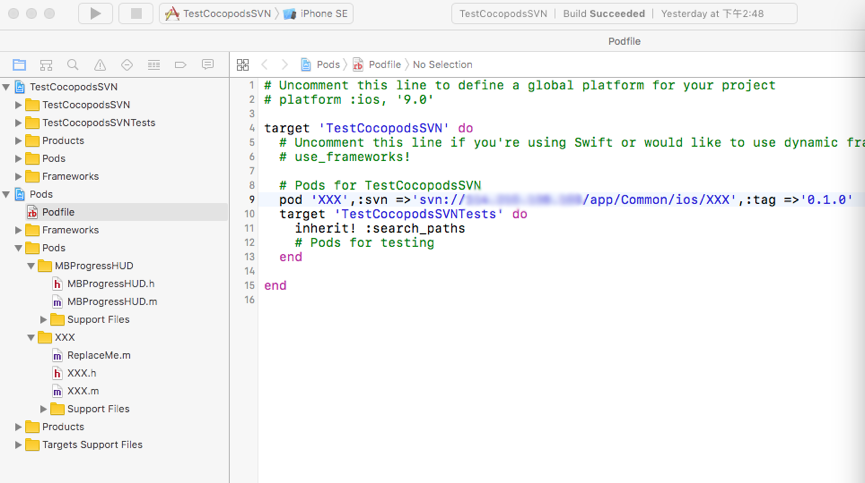 TestCocopodsSVN
iPhone SE
TestCocopodsSVN | Build Succeeded | Yesterday at 下午2:48
Podfile
Pods
Podfile
No Selection
TestCocopodsSVN
TestCocopodsSVN
TestCocopodsSVNTests
Products
Pods
Frameworks
Pods
rb Podfile
Frameworks
Pods
MBProgressHUD
h MBProgressHUD.h
m MBProgressHUD.m
Support Files
XXX
m ReplaceMe.m
h XXX.h
m XXX.m
Support Files
Products
Targets Support Files
1 # Uncomment this line to define a global platform for your project
2 # platform :ios, '9.0'
3
4 target 'TestCocopodsSVN' do
5 # Uncomment this line if you're using Swift or would like to use dynamic fra
6 # use_frameworks!
7
8 # Pods for TestCocopodsSVN
9 pod 'XXX',:svn =>'svn:// /app/Common/ios/XXX',:tag =>'0.1.0'
10 target 'TestCocopodsSVNTests' do
11 inherit! :search_paths
12 # Pods for testing
13 end
14
15 end
16